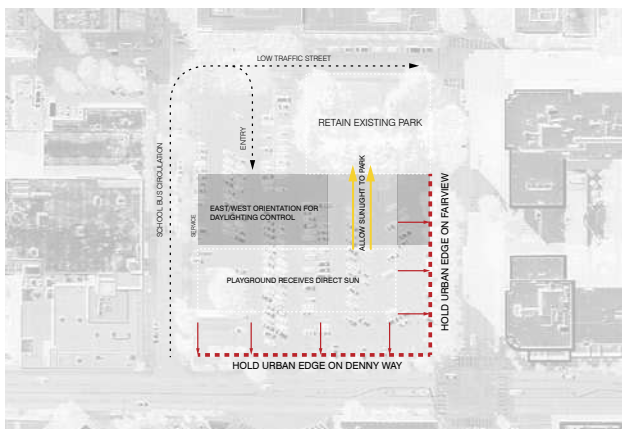 LOW TRAFFIC STREET
SCHOOL BUS CIRCULATION
ENTRY
RETAIN EXISTING PARK
ALLOW SUNLIGHT TO PARK
EAST/WEST ORIENTATION FOR
DAYLIGHTING CONTROL
SERVICE
PLAYGROUND RECEIVES DIRECT SUN
HOLD URBAN EDGE ON FAIRVIEW
HOLD URBAN EDGE ON DENNY WAY